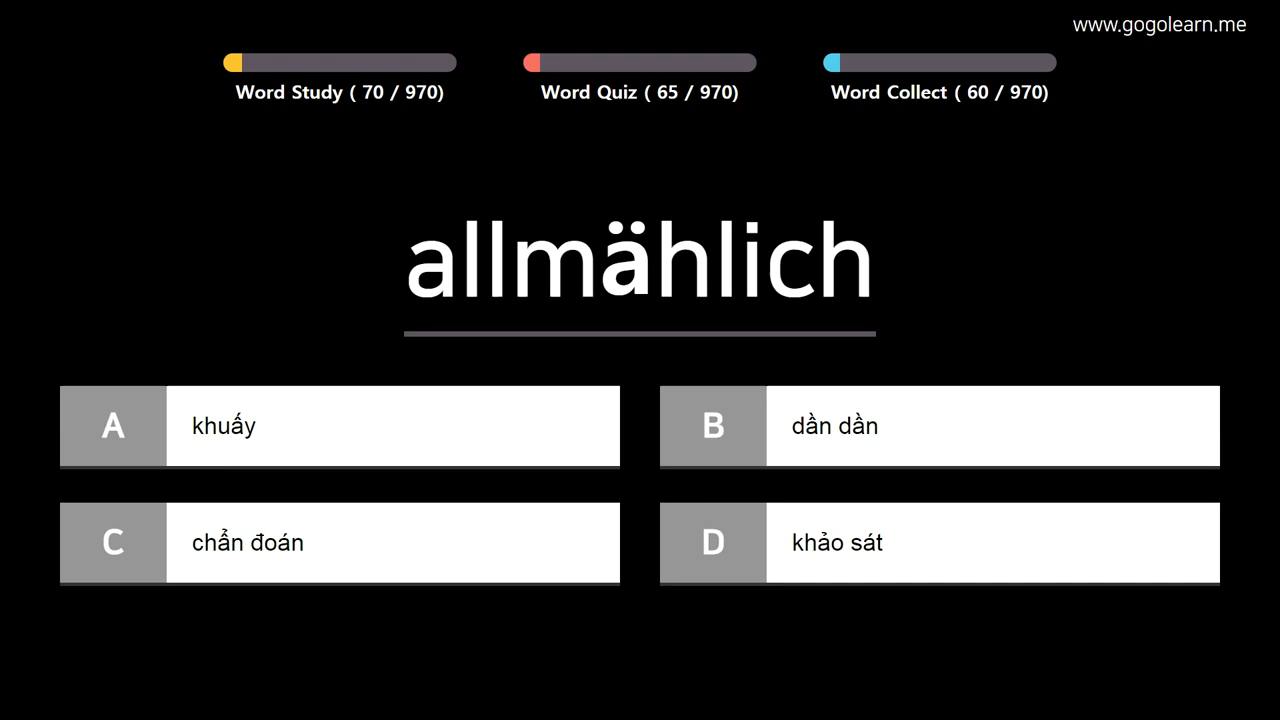 www.gogolearn.me
Word Study ( 70 / 970)
Word Quiz ( 65 / 970)
Word Collect ( 60 / 970)
allmählich
A khuấy
B dần dần
C chẩn đoán
D khảo sát